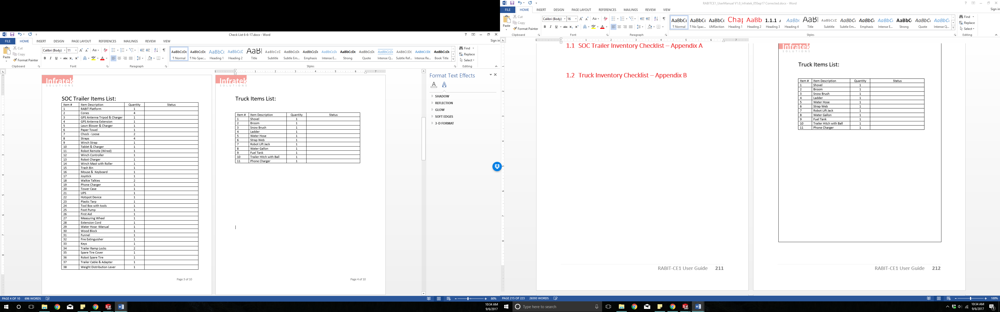 Check List 6-6-17.docx - Word
Sign in
FILE HOME INSERT DESIGN PAGE LAYOUT REFERENCES MAILINGS REVIEW VIEW
Paste
Cut
Copy
Format Painter
Clipboard
Calibri (Body) 11
Font
Paragraph
AaBbCcDc AaBbCcDc AaBbCc AaBbCcD AaBl AaBbCcD AaBbCcDc AaBbCcDc AaBbCcDc AaBbCcDc AaBbCcDc AaBbCcDc AABBCCDC AABBCCDC AaBbCcDc
¶ Normal ¶ No Spac... Heading 1 Heading 2 Title Subtitle Subtle Em... Emphasis Intense E... Strong Quote Intense Q... Subtle Ref... Intense Re... Book Title
Styles
Find
Replace
Select
Editing
Infratek
SOLUTIONS
SOC Trailer Items List:
Item # Item Description Quantity Status
1 RABIT Platform 1
2 Cones 4
3 GPS Antenna Tripod & Charger 1
4 GPS Antenna Extension 1
5 Lawn Blower & Charger 1
6 Paper Towel 1
7 Chock - Loose 2
8 Straps 4
9 Winch Strap 1
10 Tablet & Charger 1
11 Robot Remote (Wired) 1
12 Winch Controller 1
13 Robot Charger 1
14 Winch Mast with Roller 1
15 Trash Bin 1
16 Mouse & Keyboard 1
17 Joystick 1
18 Walkie Talkies 2
19 Phone Charger 1
20 Tower Case 1
21 UPS 1
22 Hotspot Device 1
23 Plastic Tarp 1
24 Tool Box with tools 1
25 Foot Pump 1
26 First Aid 1
27 Measuring Wheel 1
28 Extension Cord 1
29 Water Hose -Manual 1
30 Wood Block 1
31 Funnel 1
32 Fire Extinguisher 1
33 Keys 1
34 Trailer Ramp Locks 2
35 Spare Tire Cover 1
36 Robot Spare Tire 1
37 Trailer Cable & Adapter 1
38 Weight Distribution Lever 1
Page 3 of 10
Infratek
SOLUTIONS
Truck Items List:
Item # Item Description Quantity Status
1 Shovel 1
2 Broom 1
3 Snow Brush 1
4 Ladder 1
5 Water Hose 1
6 Strap Web 1
7 Robot Lift Jack 1
8 Water Gallon 1
9 Fuel Tank 1
10 Trailer Hitch with Ball 1
11 Phone Charger 1
Page 4 of 10
Format Text Effects
SHADOW
REFLECTION
GLOW
SOFT EDGES
3-D FORMAT
PAGE 4 OF 10 696 WORDS
80%
10:34 AM
9/6/2017
RABITCE1_UserManual V1.0_Infratek_05Sep17 Corrected.docx - Word
Sign in
FILE HOME INSERT DESIGN PAGE LAYOUT REFERENCES MAILINGS REVIEW VIEW
Paste
Cut
Copy
Format Painter
Clipboard
Calibri (Body) 16
Font
Paragraph
AaBbCc AaBbCc AaBbCc Chap AaBb 1.1.1 AaBbC AaBl AaBbCcD AaBbCc AaBbCc AaBbCc AaBbCc AaBbCc AaBbCc
¶ Normal ¶ No Spac... UMSection Heading 1 Heading 2 Heading 3 Heading 4 Title Subtitle Subtle Em... Emphasis Intense E... Strong Quote Intense Q...
Styles
Find
Replace
Select
Editing
1.1 SOC Trailer Inventory Checklist – Appendix A
1.2 Truck Inventory Checklist – Appendix B
RABIT-CE1 User Guide 211
Infratek
SOLUTIONS
Truck Items List:
Item # Item Description Quantity Status
1 Shovel 1
2 Broom 1
3 Snow Brush 1
4 Ladder 1
5 Water Hose 1
6 Strap Web 1
7 Robot Lift Jack 1
8 Water Gallon 1
9 Fuel Tank 1
10 Trailer Hitch with Ball 1
11 Phone Charger 1
RABIT-CE1 User Guide 212
PAGE 215 OF 223 26593 WORDS
100%
Type here to search
10:34 AM
9/6/2017